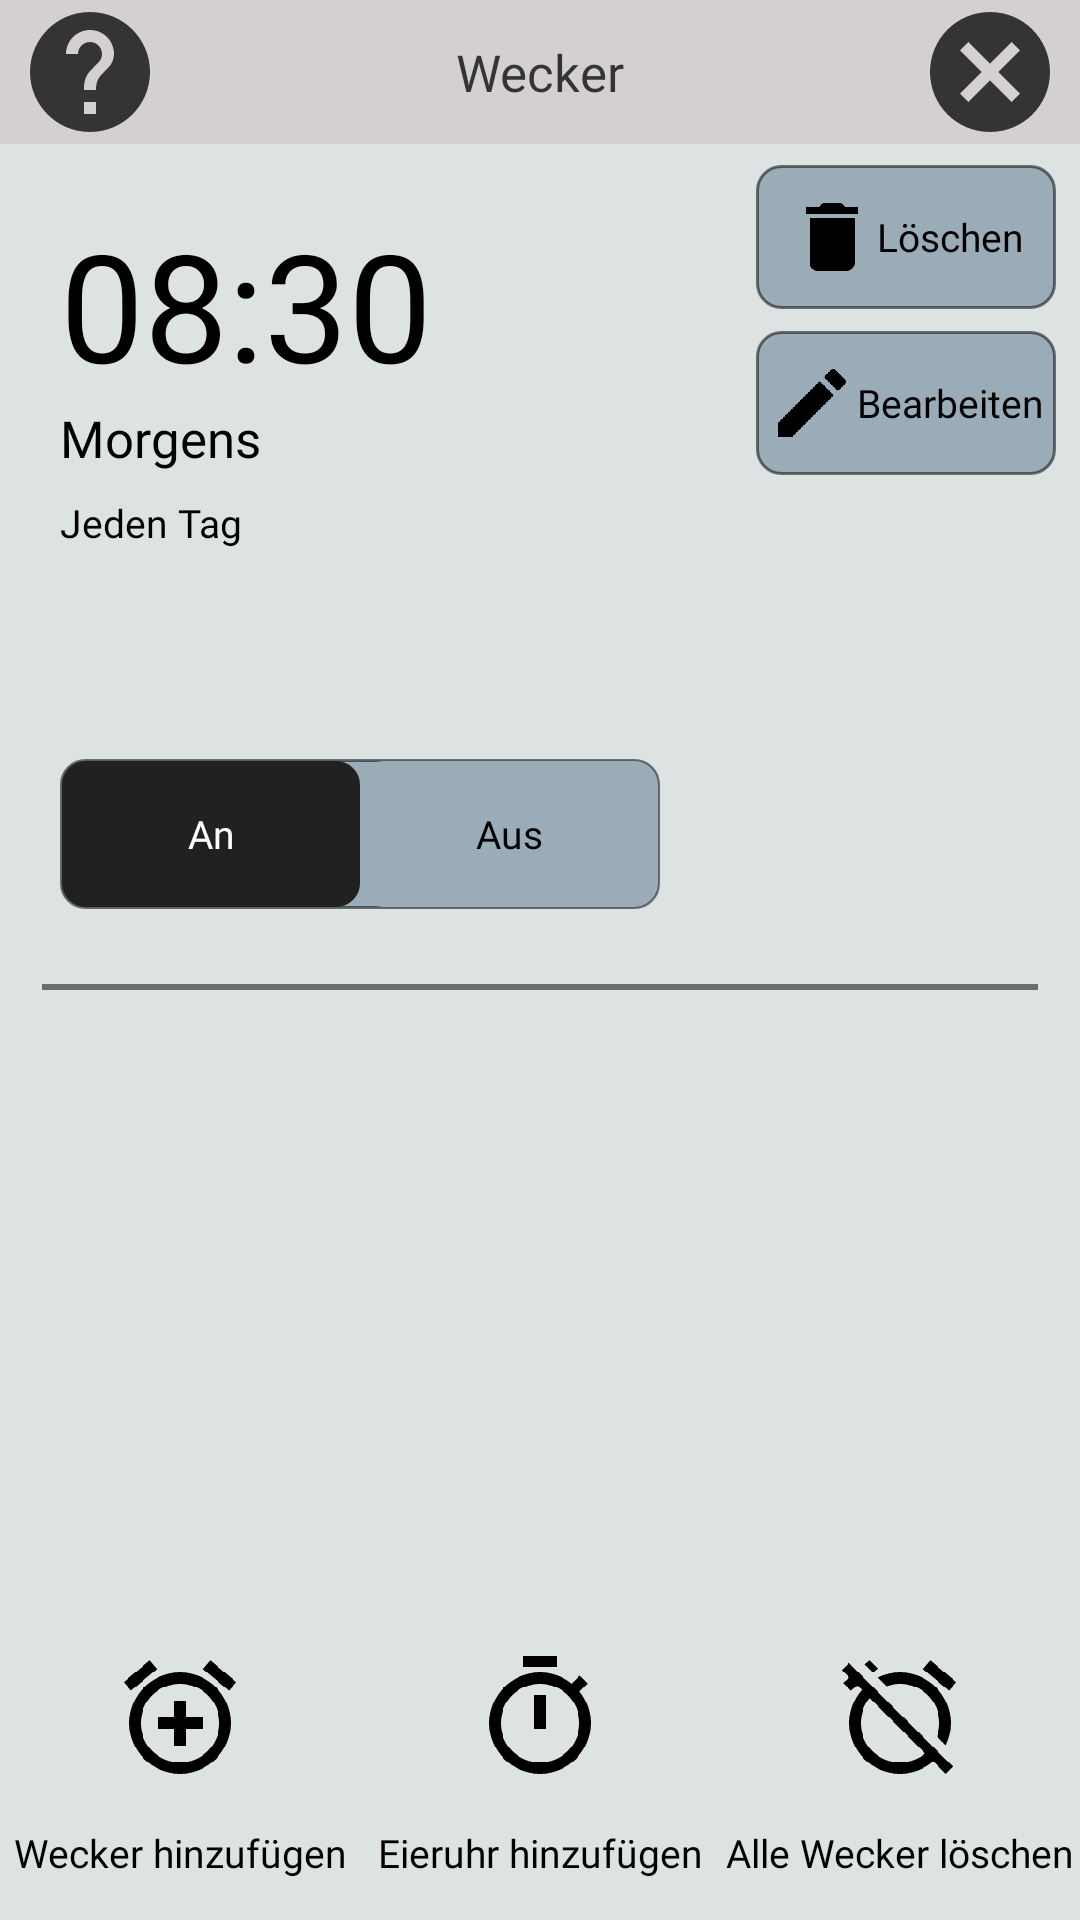 Wecker
08:30
Morgens
Jeden Tag
Löschen
Bearbeiten
An
Aus
Wecker hinzufügen
Eieruhr hinzufügen
Alle Wecker löschen